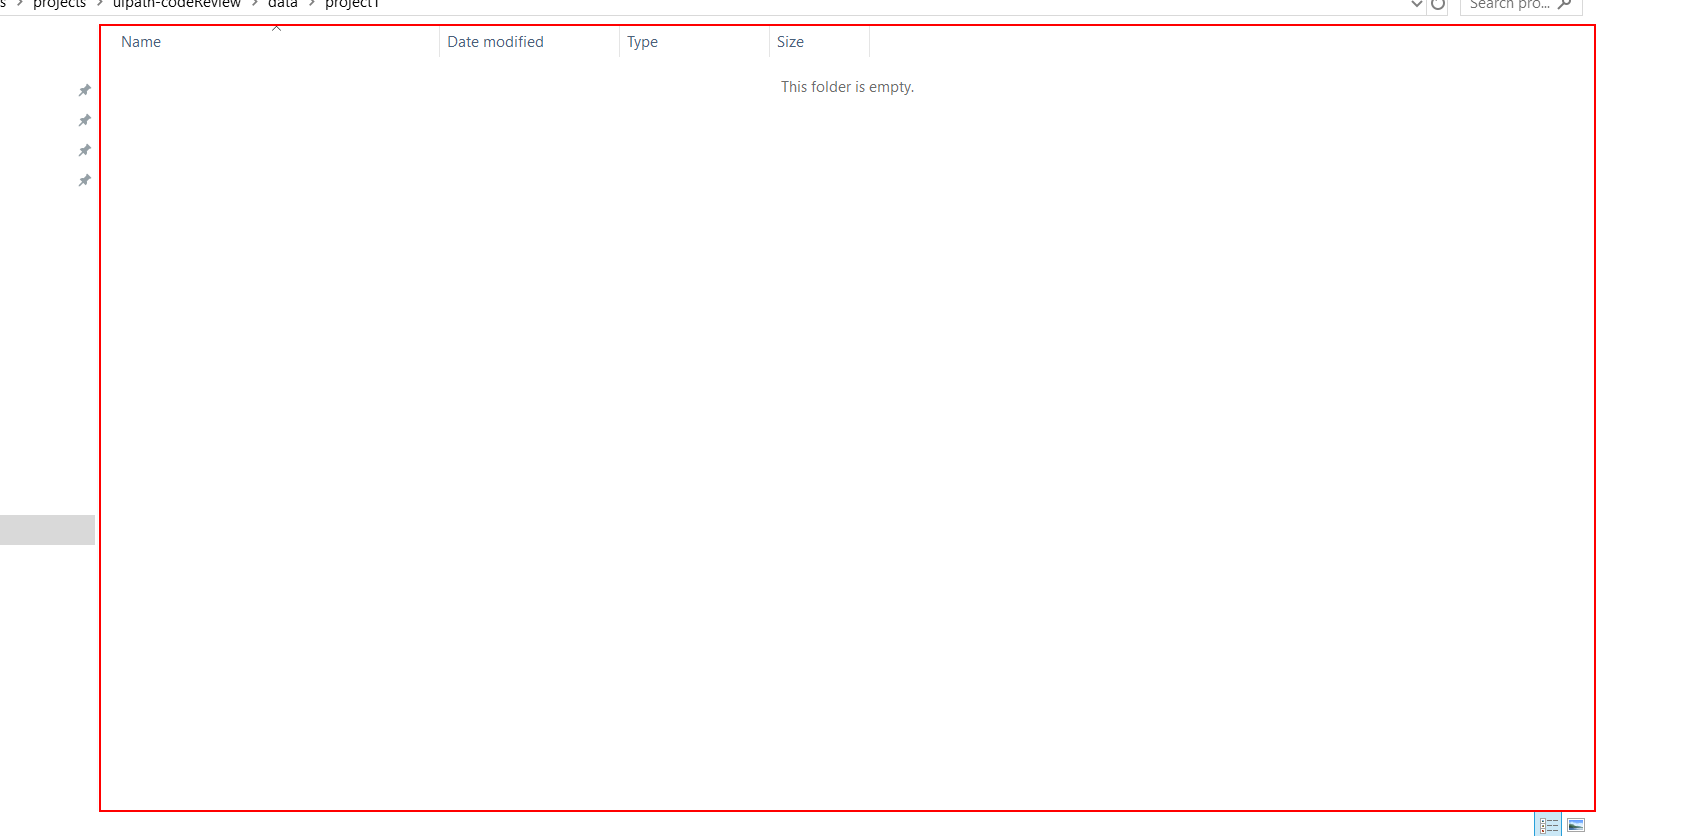 s > projects > uipath-codeReview > data > project1
Search pro...
Name Date modified Type Size
This folder is empty.